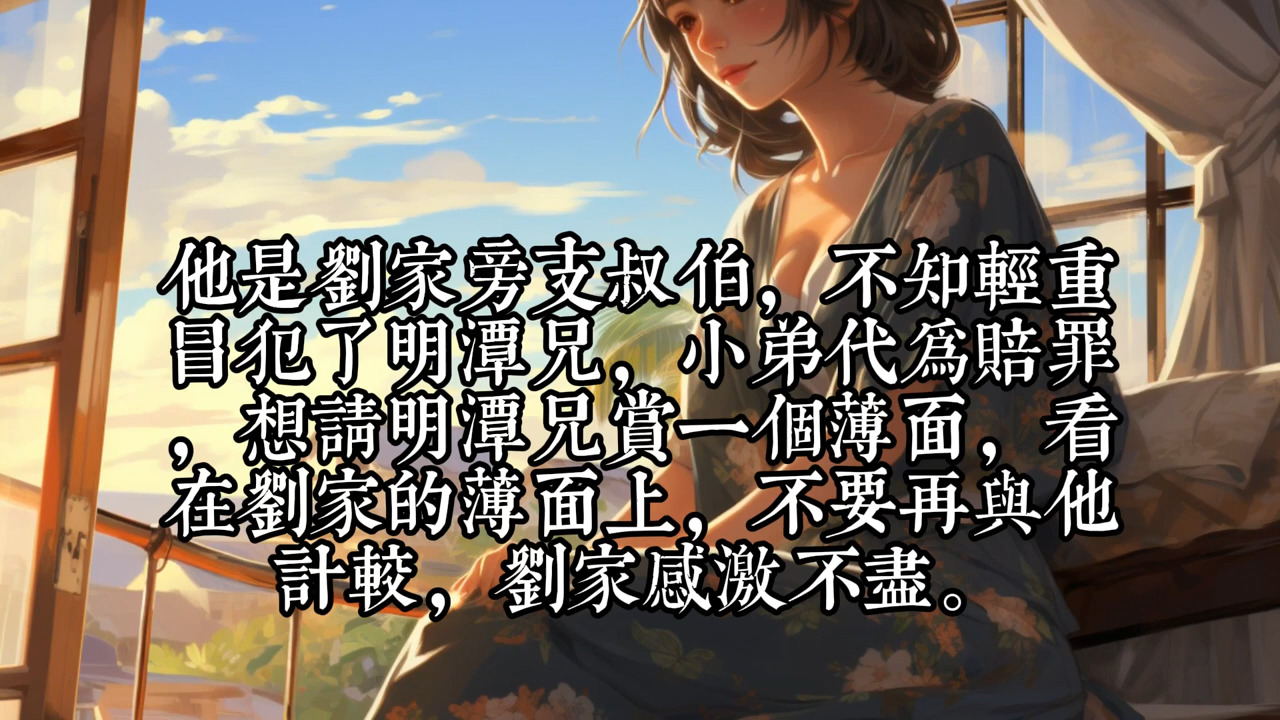 他是劉家旁支叔伯，不知輕重
冒犯了明潭兄，小弟代爲賠罪
，想請明潭兄賞一個薄面，看
在劉家的薄面上，不要再與他
計較，劉家感激不盡。